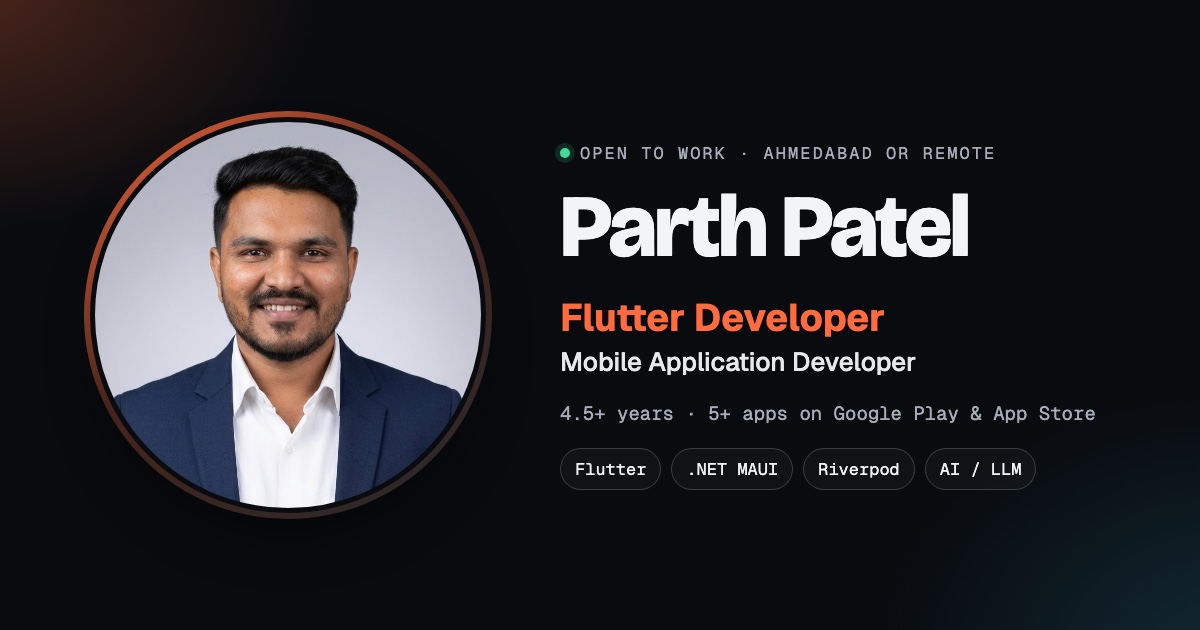 OPEN TO WORK · AHMEDABAD OR REMOTE
Parth Patel
Flutter Developer
Mobile Application Developer
4.5+ years · 5+ apps on Google Play & App Store
Flutter .NET MAUI Riverpod AI / LLM